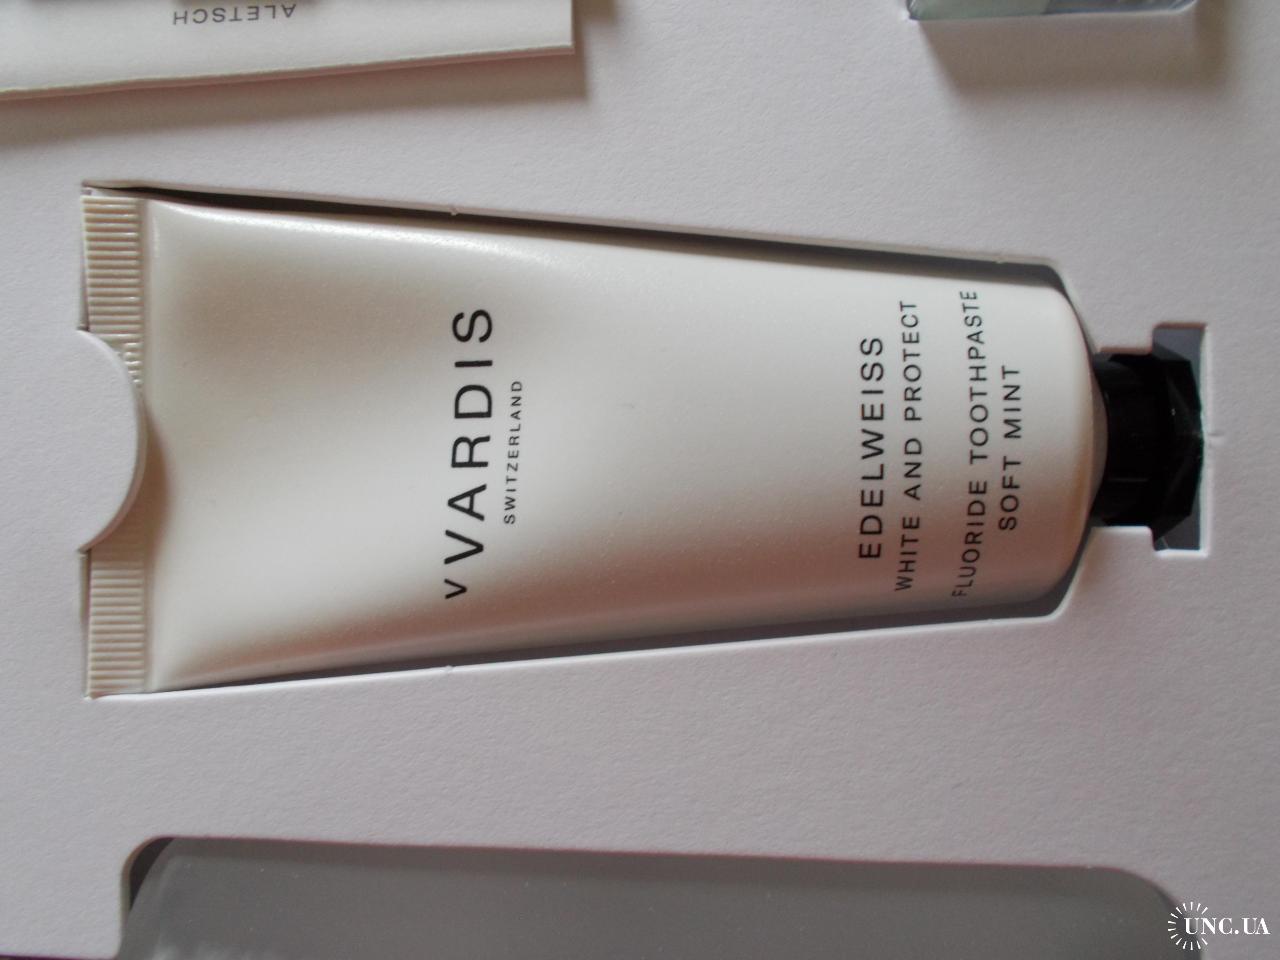 ALETSCH
vVARDIS
SWITZERLAND
EDELWEISS
WHITE AND PROTECT
FLUORIDE TOOTHPASTE
SOFT MINT
UNC.UA